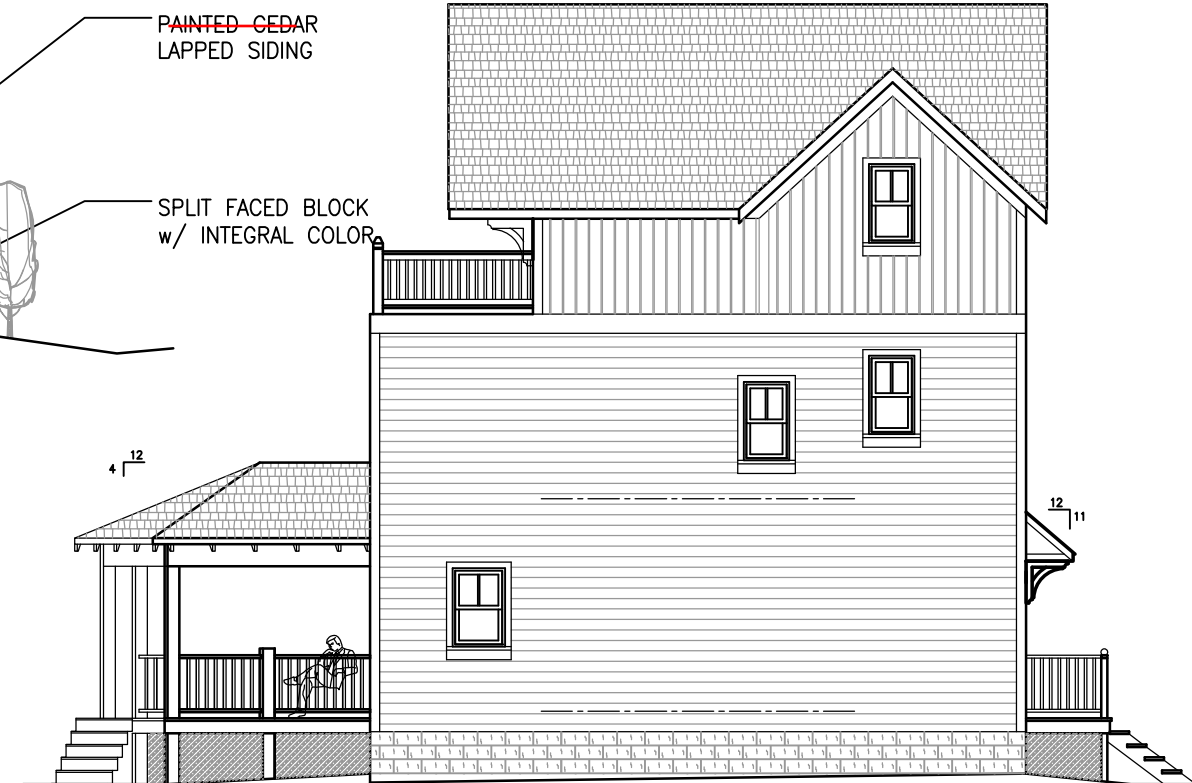 PAINTED CEDAR
LAPPED SIDING
SPLIT FACED BLOCK
w/ INTEGRAL COLOR
12
4
12
11